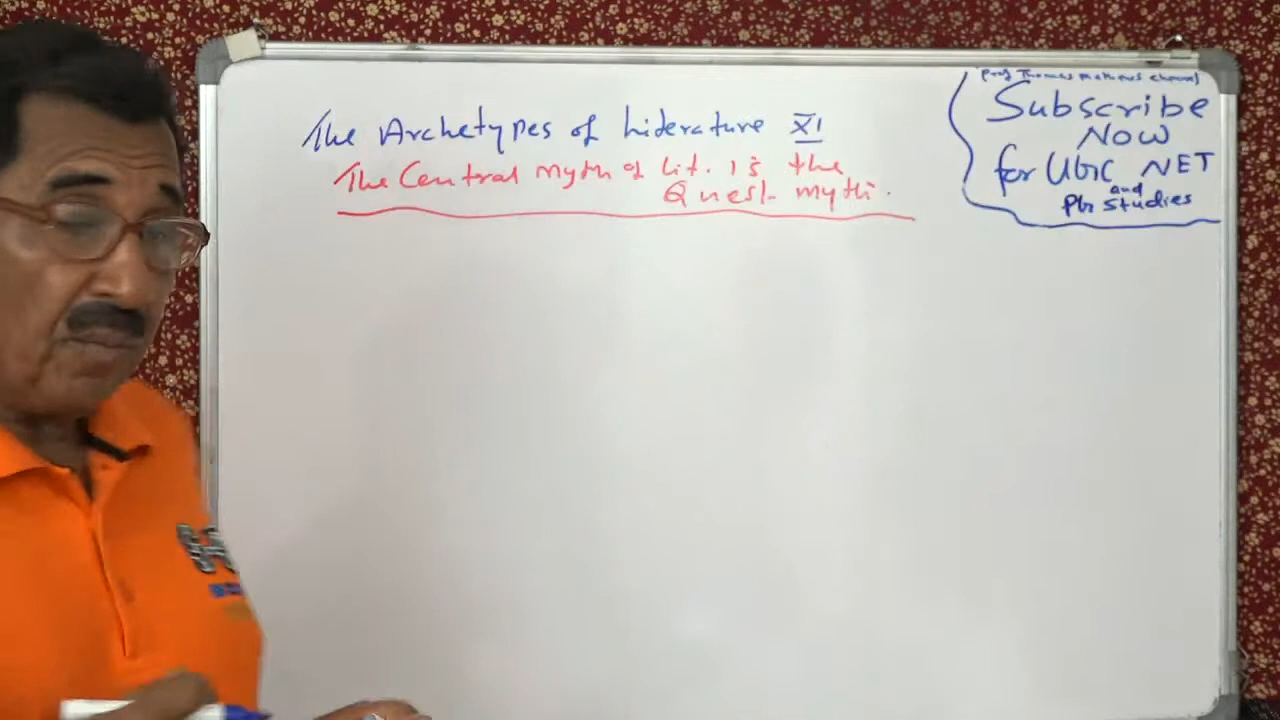 The Archetypes of Literature XI
The Central myth of Lit. Is the
Quest myth.
Prof Thomas Mathews channel
Subscribe
NOW
for UGC NET
and
PG Studies